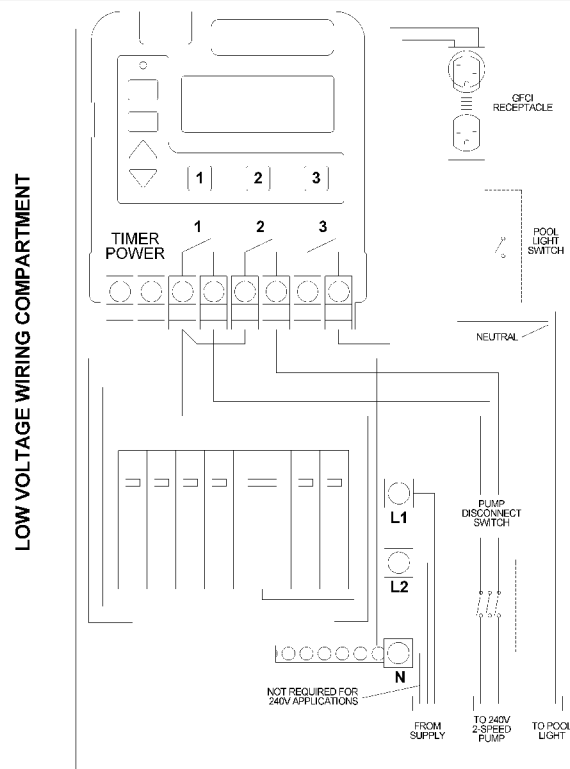 LOW VOLTAGE WIRING COMPARTMENT
GFCI
RECEPTACLE
1 2 3
1 2 3
TIMER
POWER
POOL
LIGHT
SWITCH
NEUTRAL
L1
PUMP
DISCONNECT
SWITCH
L2
N
NOT REQUIRED FOR
240V APPLICATIONS
FROM
SUPPLY
TO 240V
2-SPEED
PUMP
TO POOL
LIGHT